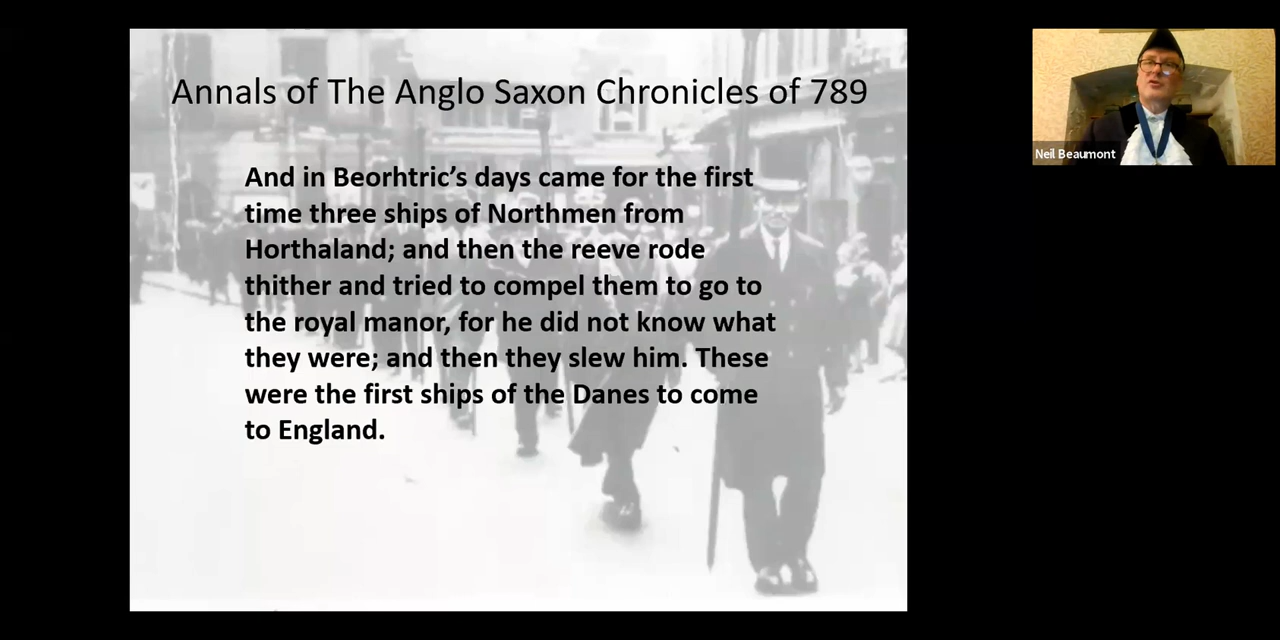 Annals of The Anglo Saxon Chronicles of 789
And in Beorhtric’s days came for the first
time three ships of Northmen from
Horthaland; and then the reeve rode
thither and tried to compel them to go to
the royal manor, for he did not know what
they were; and then they slew him. These
were the first ships of the Danes to come
to England.
Neil Beaumont